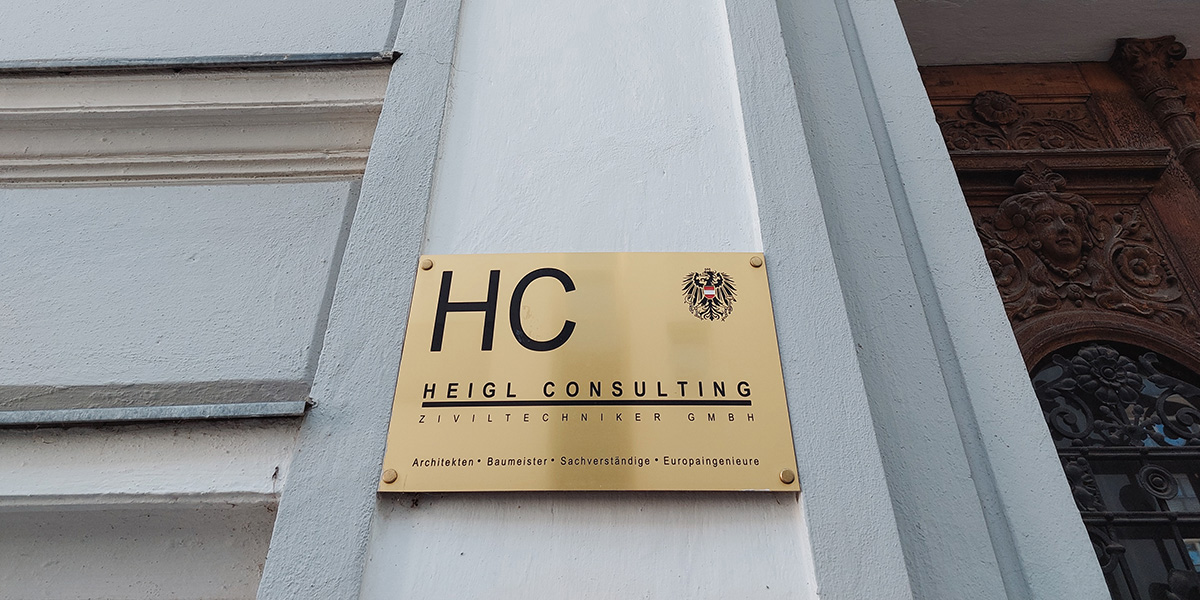 HC
HEIGL CONSULTING
ZIVILTECHNIKER GMBH
Architekten • Baumeister • Sachverständige • Europaingenieure